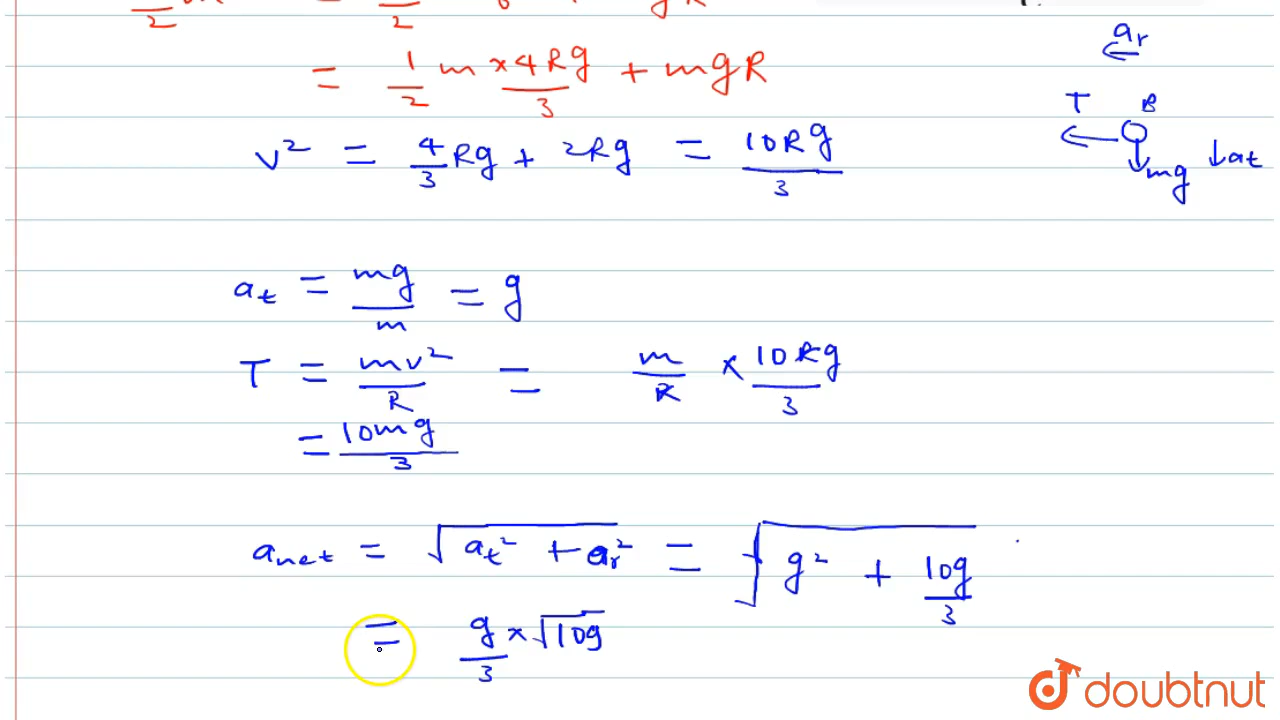 = 1/2 m × 4Rg/3 + mgR
ar
T B
mg ↓at
v² = 4/3 Rg + 2Rg = 10Rg/3
at = mg/m = g
T = mv²/R = m/R × 10Rg/3
= 10mg/3
anet = √(at² + ar²) = √(g² + 10g/3)
= g/3 × √10g
doubtnut